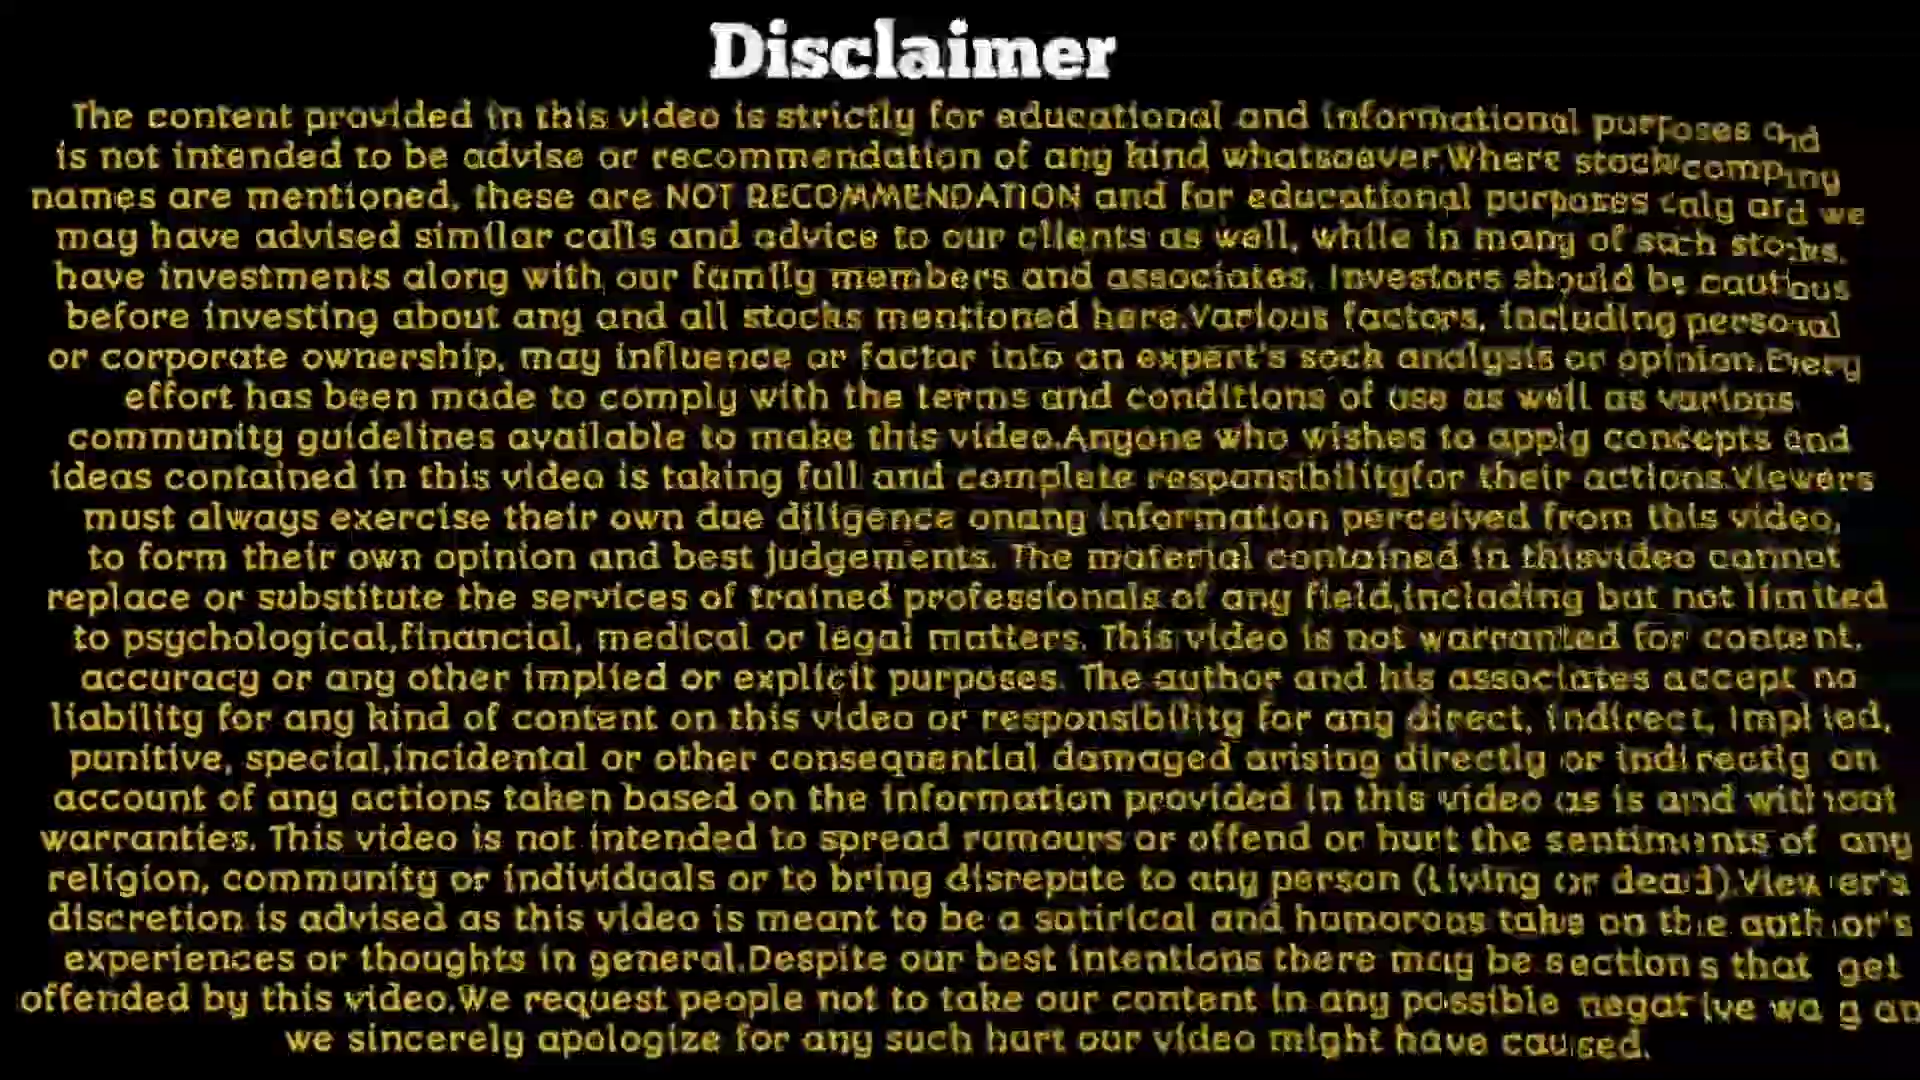 Disclaimer
The content provided in this video is strictly for educational and informational purposes and
is not intended to be advise or recommendation of any kind whatsoever.Where stock compny
names are mentioned, these are NOT RECOMMENDATION and for educational purposes only and we
may have advised similar calls and advice to our clients as well, while in many of such stocks,
have investments along with our family members and associates. Investors should be cautious
before investing about any and all stocks mentioned here.Various factors, including personal
or corporate ownership, may influence or factor into an expert's sock analysis or opinion.Every
effort has been made to comply with the terms and conditions of use as well as various
community guidelines available to make this video.Anyone who wishes to apply concepts and
ideas contained in this video is taking full and complete responsibilityfor their actions.Viewers
must always exercise their own due diligence onany information perceived from this video,
to form their own opinion and best judgements. The material contained in thisvideo cannot
replace or substitute the services of trained professionals of any field,including but not limited
to psychological,financial, medical or legal matters. This video is not warranted for content,
accuracy or any other implied or explicit purposes. The author and his associates accept no
liability for any kind of content on this video or responsibility for any direct, indirect, implied,
punitive, special,incidental or other consequential damaged arising directly or indirectly on
account of any actions taken based on the information provided in this video as is and without
warranties. This video is not intended to spread rumours or offend or hurt the sentiments of any
religion, community or individuals or to bring disrepute to any person (Living or dead).Viewer's
discretion is advised as this video is meant to be a satirical and humorous take on the author's
experiences or thoughts in general.Despite our best intentions there may be sections that get
offended by this video.We request people not to take our content in any possible negative way an
we sincerely apologize for any such hurt our video might have caused.